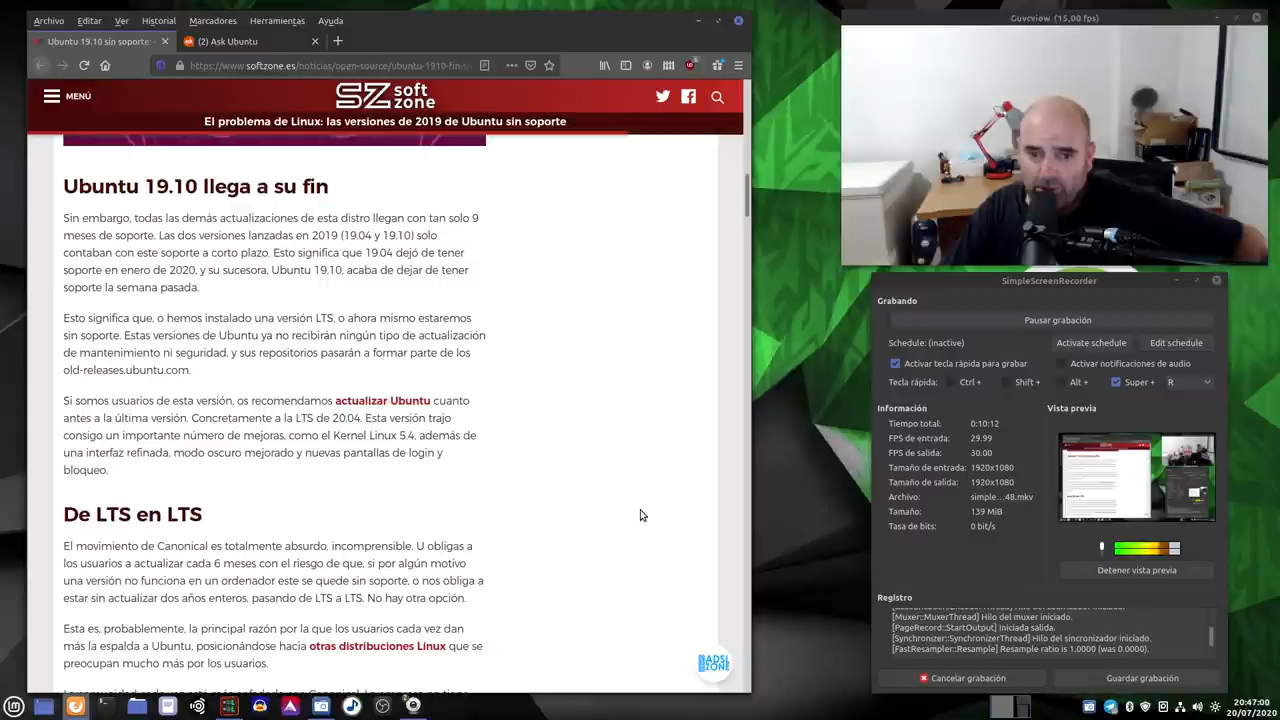 Archivo Editar Ver Historial Marcadores Herramientas Ayuda
Ubuntu 19.10 sin soporte:
(2) Ask Ubuntu
https://www.softzone.es/noticias/open-source/ubuntu-1910-fin-s
MENÚ
SZ soft zone
El problema de Linux: las versiones de 2019 de Ubuntu sin soporte
Ubuntu 19.10 llega a su fin
Sin embargo, todas las demás actualizaciones de esta distro llegan con tan solo 9
meses de soporte. Las dos versiones lanzadas en 2019 (19.04 y 19.10) solo
contaban con este soporte a corto plazo. Esto significa que 19.04 dejó de tener
soporte en enero de 2020, y su sucesora, Ubuntu 19.10, acaba de dejar de tener
soporte la semana pasada.
Esto significa que, o hemos instalado una versión LTS, o ahora mismo estaremos
sin soporte. Estas versiones de Ubuntu ya no recibirán ningún tipo de actualización
de mantenimiento ni seguridad, y sus repositorios pasarán a formar parte de los
old-releases.ubuntu.com.
Si somos usuarios de esta versión, os recomendamos actualizar Ubuntu cuanto
antes a la última versión. Concretamente a la LTS de 20.04. Esta versión trajo
consigo un importante número de mejoras, como el Kernel Linux 5.4, además de
una interfaz refinada, modo oscuro mejorado y nuevas pantallas de login y
bloqueo.
De LTS en LTS
El movimiento de Canonical es totalmente absurdo, incomprensible. U obligas a
los usuarios a actualizar cada 6 meses con el riesgo de que, si por algún motivo
una versión no funciona en un ordenador este se quede sin soporte, o nos obliga a
estar sin actualizar dos años enteros, pasando de LTS a LTS. No hay otra opción.
Esta es, probablemente, la principal razón por la que los usuarios cada vez dan
más la espalda a Ubuntu, posicionándose hacia otras distribuciones Linux que se
preocupan mucho más por los usuarios.
ADSL ZONE
Guvcview (15,00 fps)
SimpleScreenRecorder
Grabando
Pausar grabación
Schedule: (inactive)
Activate schedule
Edit schedule
Activar tecla rápida para grabar
Activar notificaciones de audio
Tecla rápida: Ctrl + Shift + Alt + Super + R
Información
Vista previa
Tiempo total: 0:10:12
FPS de entrada: 29.99
FPS de salida: 30.00
Tamaño de entrada: 1920x1080
Tamaño de salida: 1920x1080
Archivo: simple...48.mkv
Tamaño: 139 MiB
Tasa de bits: 0 bit/s
Detener vista previa
Registro
[Muxer::MuxerThread] Hilo del muxer iniciado.
[PageRecord::StartOutput] Iniciada salida.
[Synchronizer::SynchronizerThread] Hilo del sincronizador iniciado.
[FastResampler::Resample] Resample ratio is 1.0000 (was 0.0000).
Cancelar grabación
Guardar grabación
20:47:00
20/07/2020